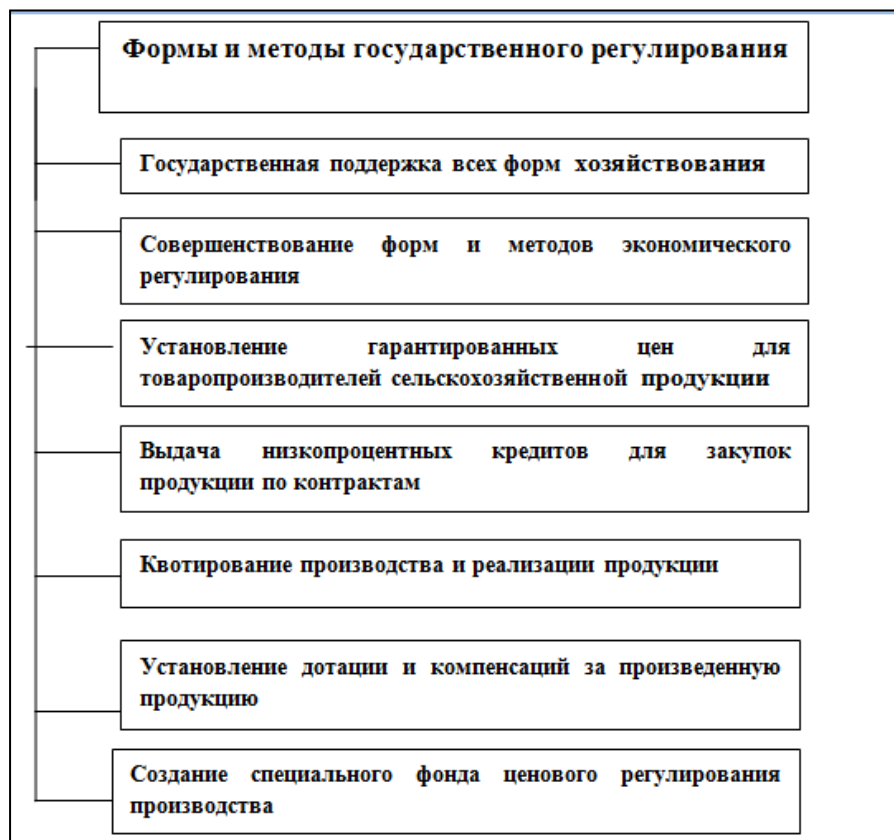 Формы и методы государственного регулирования
Государственная поддержка всех форм хозяйствования
Совершенствование форм и методов экономического
регулирования
Установление гарантированных цен для
товаропроизводителей сельскохозяйственной продукции
Выдача низкопроцентных кредитов для закупок
продукции по контрактам
Квотирование производства и реализации продукции
Установление дотации и компенсаций за произведенную
продукцию
Создание специального фонда ценового регулирования
производства